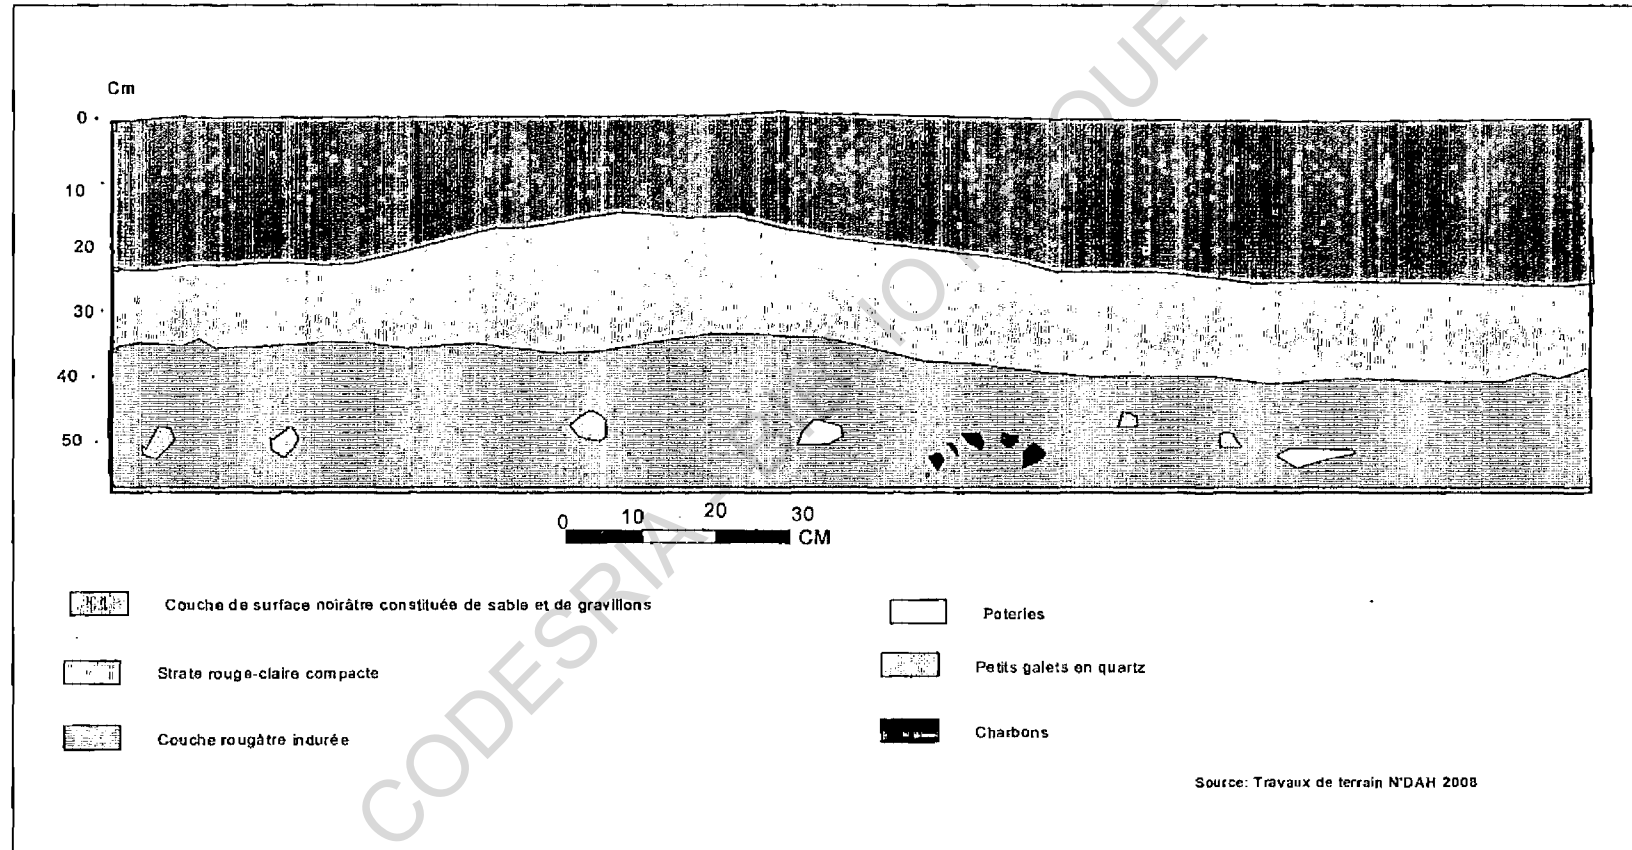 Cm
0
10
20
30
40
50
0 10 20 30
CM
Couche de surface noirâtre constituée de sable et de gravillons
Strate rouge-claire compacte
Couche rougâtre indurée
Poteries
Petits galets en quartz
Charbons
Source: Travaux de terrain N'DAH 2008
CODESRIA